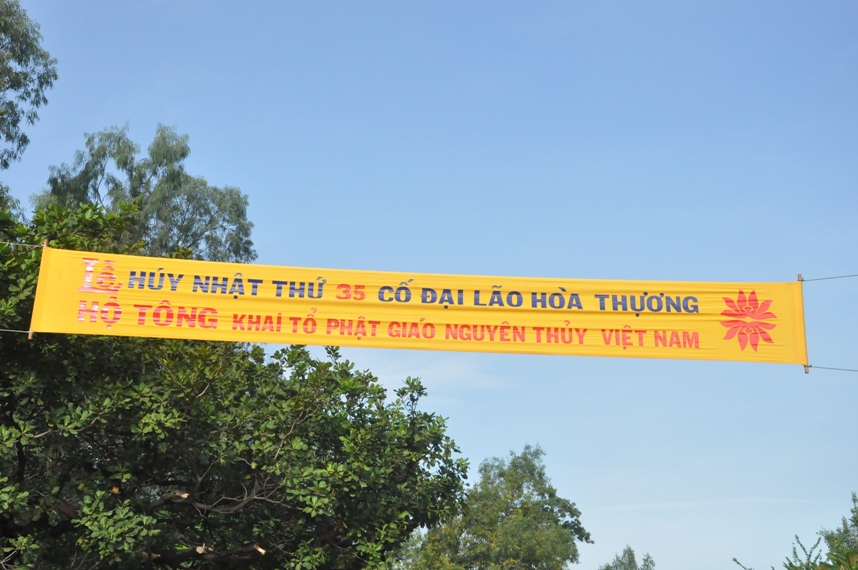 Lễ HÚY NHẬT THỨ 35 CỐ ĐẠI LÃO HÒA THƯỢNG
HỘ TÔNG KHAI TỔ PHẬT GIÁO NGUYÊN THỦY VIỆT NAM